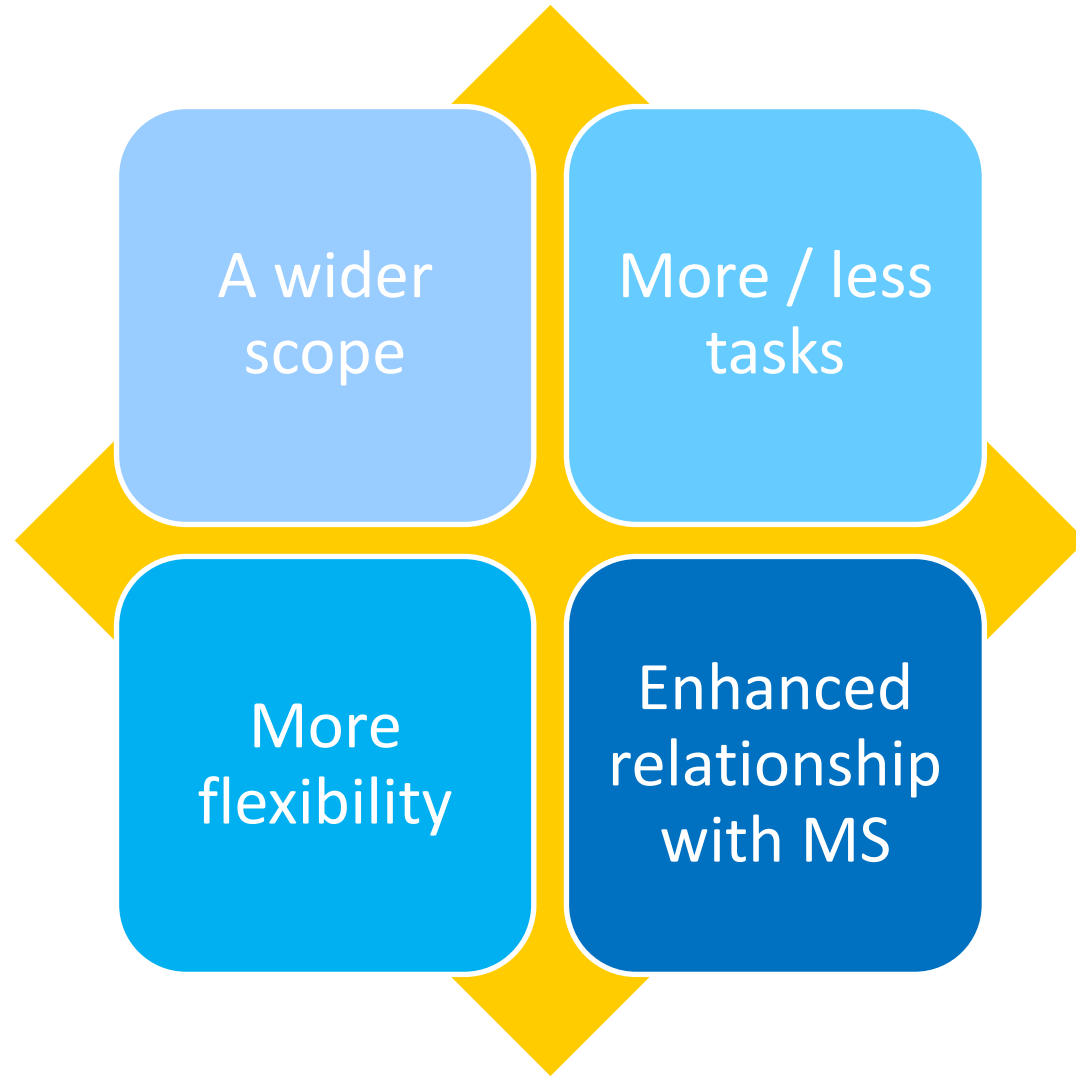 A wider
scope
More / less
tasks
More
flexibility
Enhanced
relationship
with MS